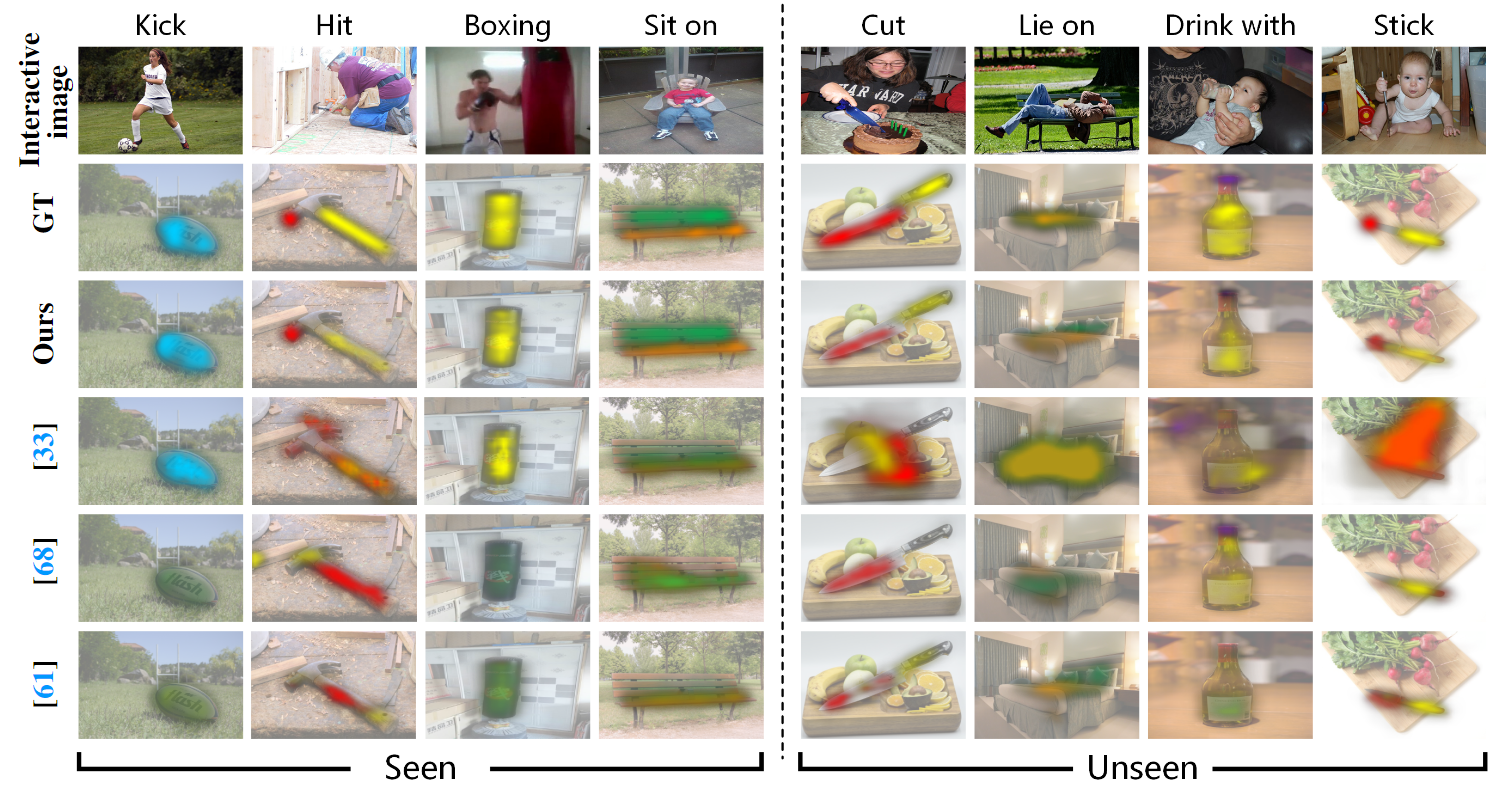 Kick Hit Boxing Sit on Cut Lie on Drink with Stick
Interactive
image
HARVARD
GT
Ours
[33]
[68]
[61]
Seen Unseen